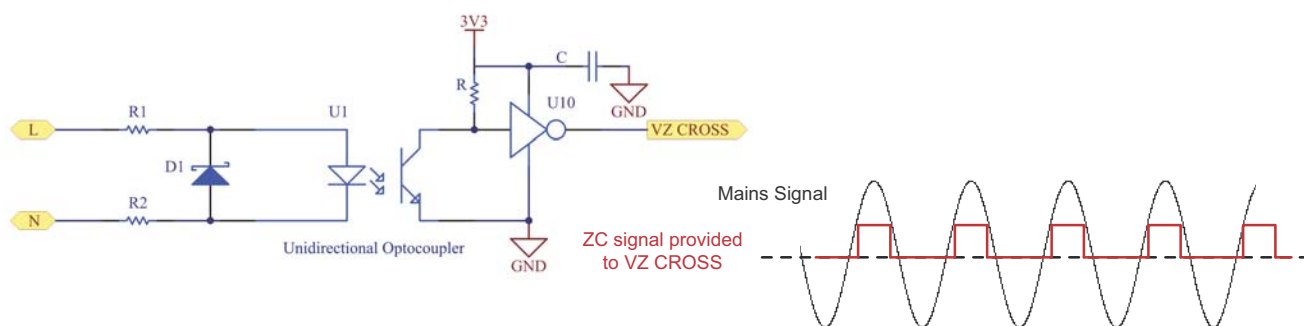 3V3
C
R
GND
U10
R1
U1
L
VZ CROSS
D1
R2
N
Unidirectional Optocoupler
GND
Mains Signal
ZC signal provided
to VZ CROSS